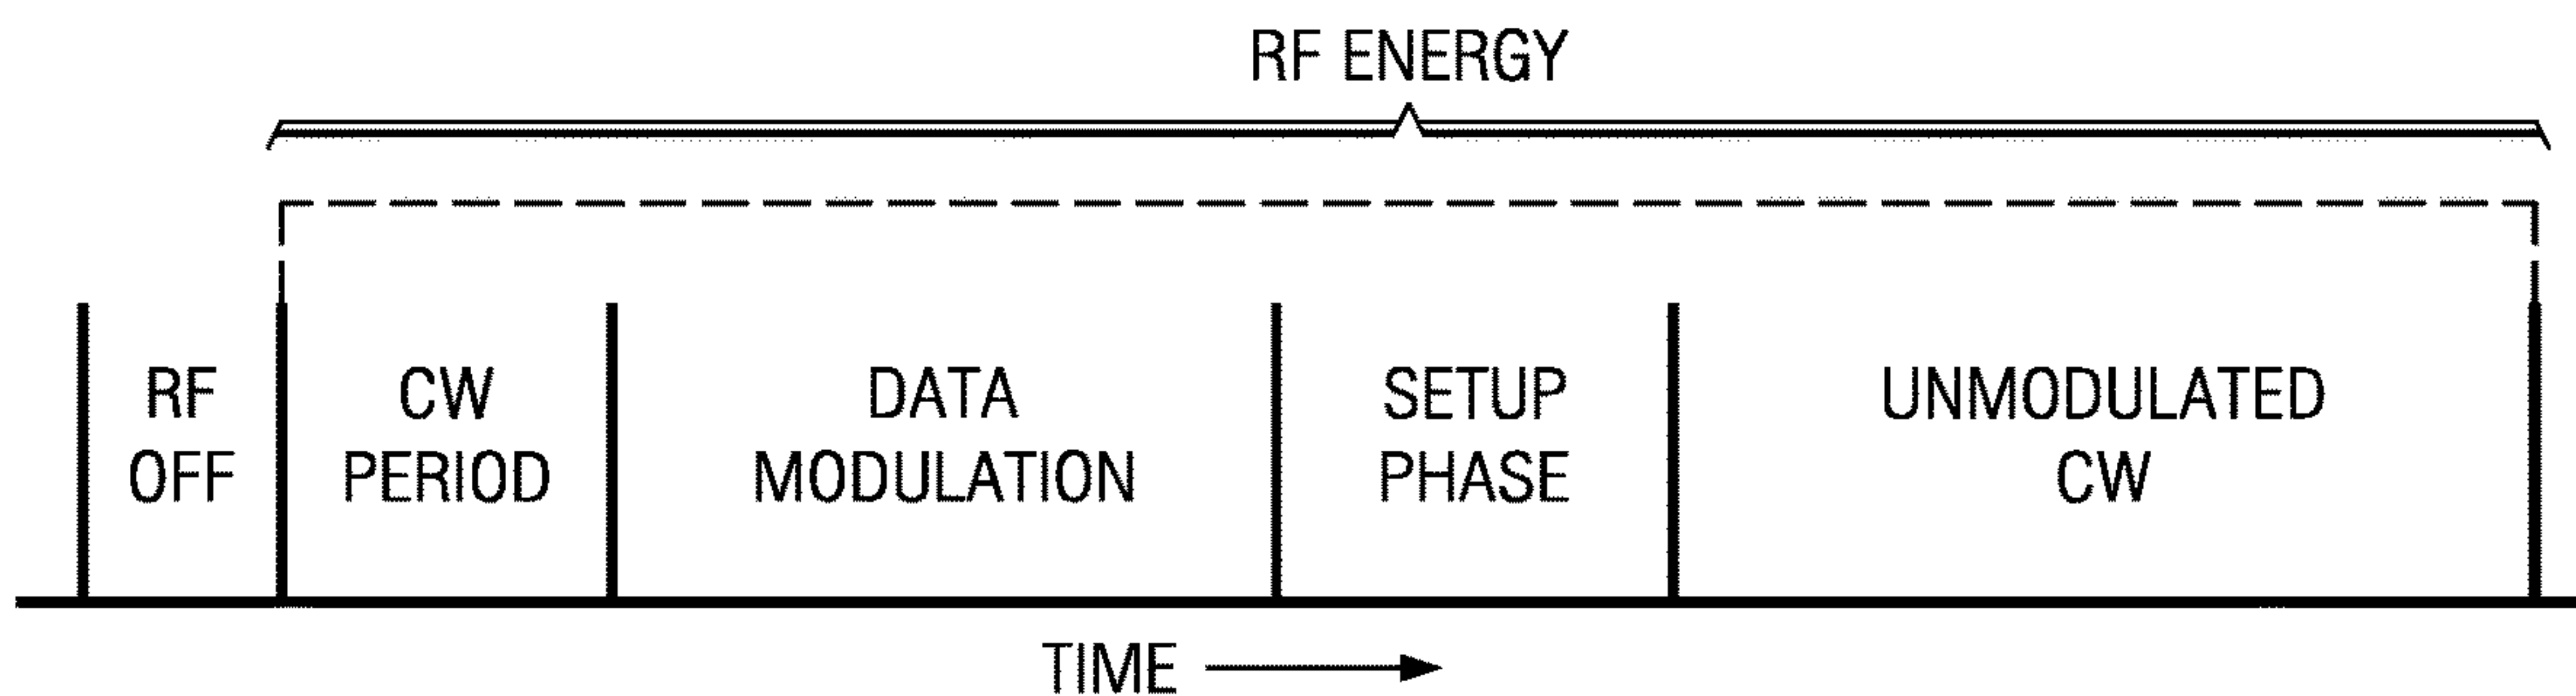 RF ENERGY
RF
OFF
CW
PERIOD
DATA
MODULATION
SETUP
PHASE
UNMODULATED
CW
TIME